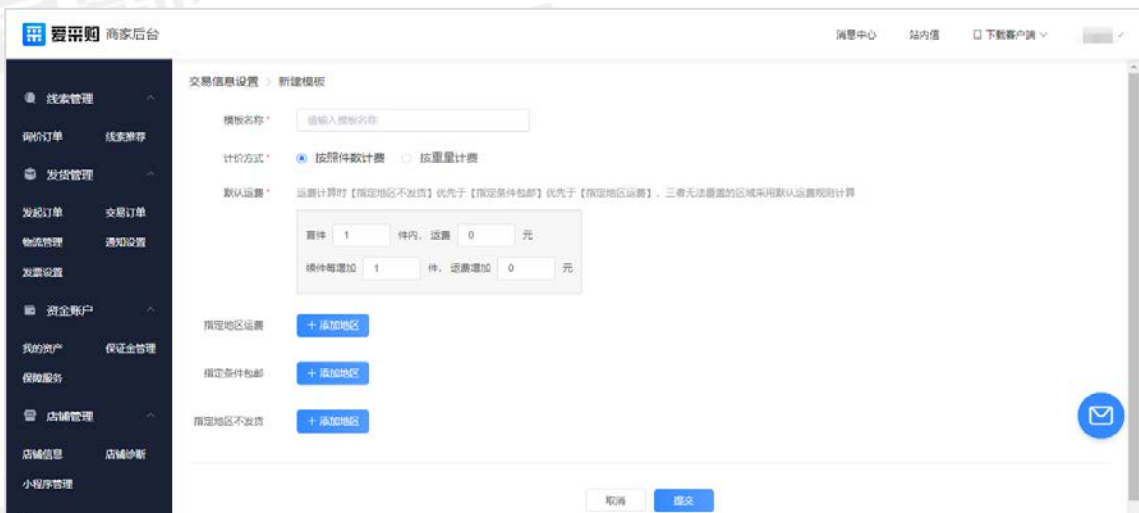 采 爱采购 商家后台
消息中心 站内信 下载客户端
线索管理
询价订单 线索推荐
发货管理
发起订单 交易订单
物流管理 通知设置
发票设置
资金账户
我的资产 保证金管理
保障服务
店铺管理
店铺信息 店铺诊断
小程序管理
交易信息设置 > 新建模板
模板名称* 请输入模板名称
计价方式* 按照件数计费 按重量计费
默认运费* 运费计算时【指定地区不发货】优先于【指定条件包邮】优先于【指定地区运费】，三者无法覆盖的区域采用默认运费规则计算
首件 1 件内，运费 0 元
续件每增加 1 件，运费增加 0 元
指定地区运费 + 添加地区
指定条件包邮 + 添加地区
指定地区不发货 + 添加地区
取消 提交